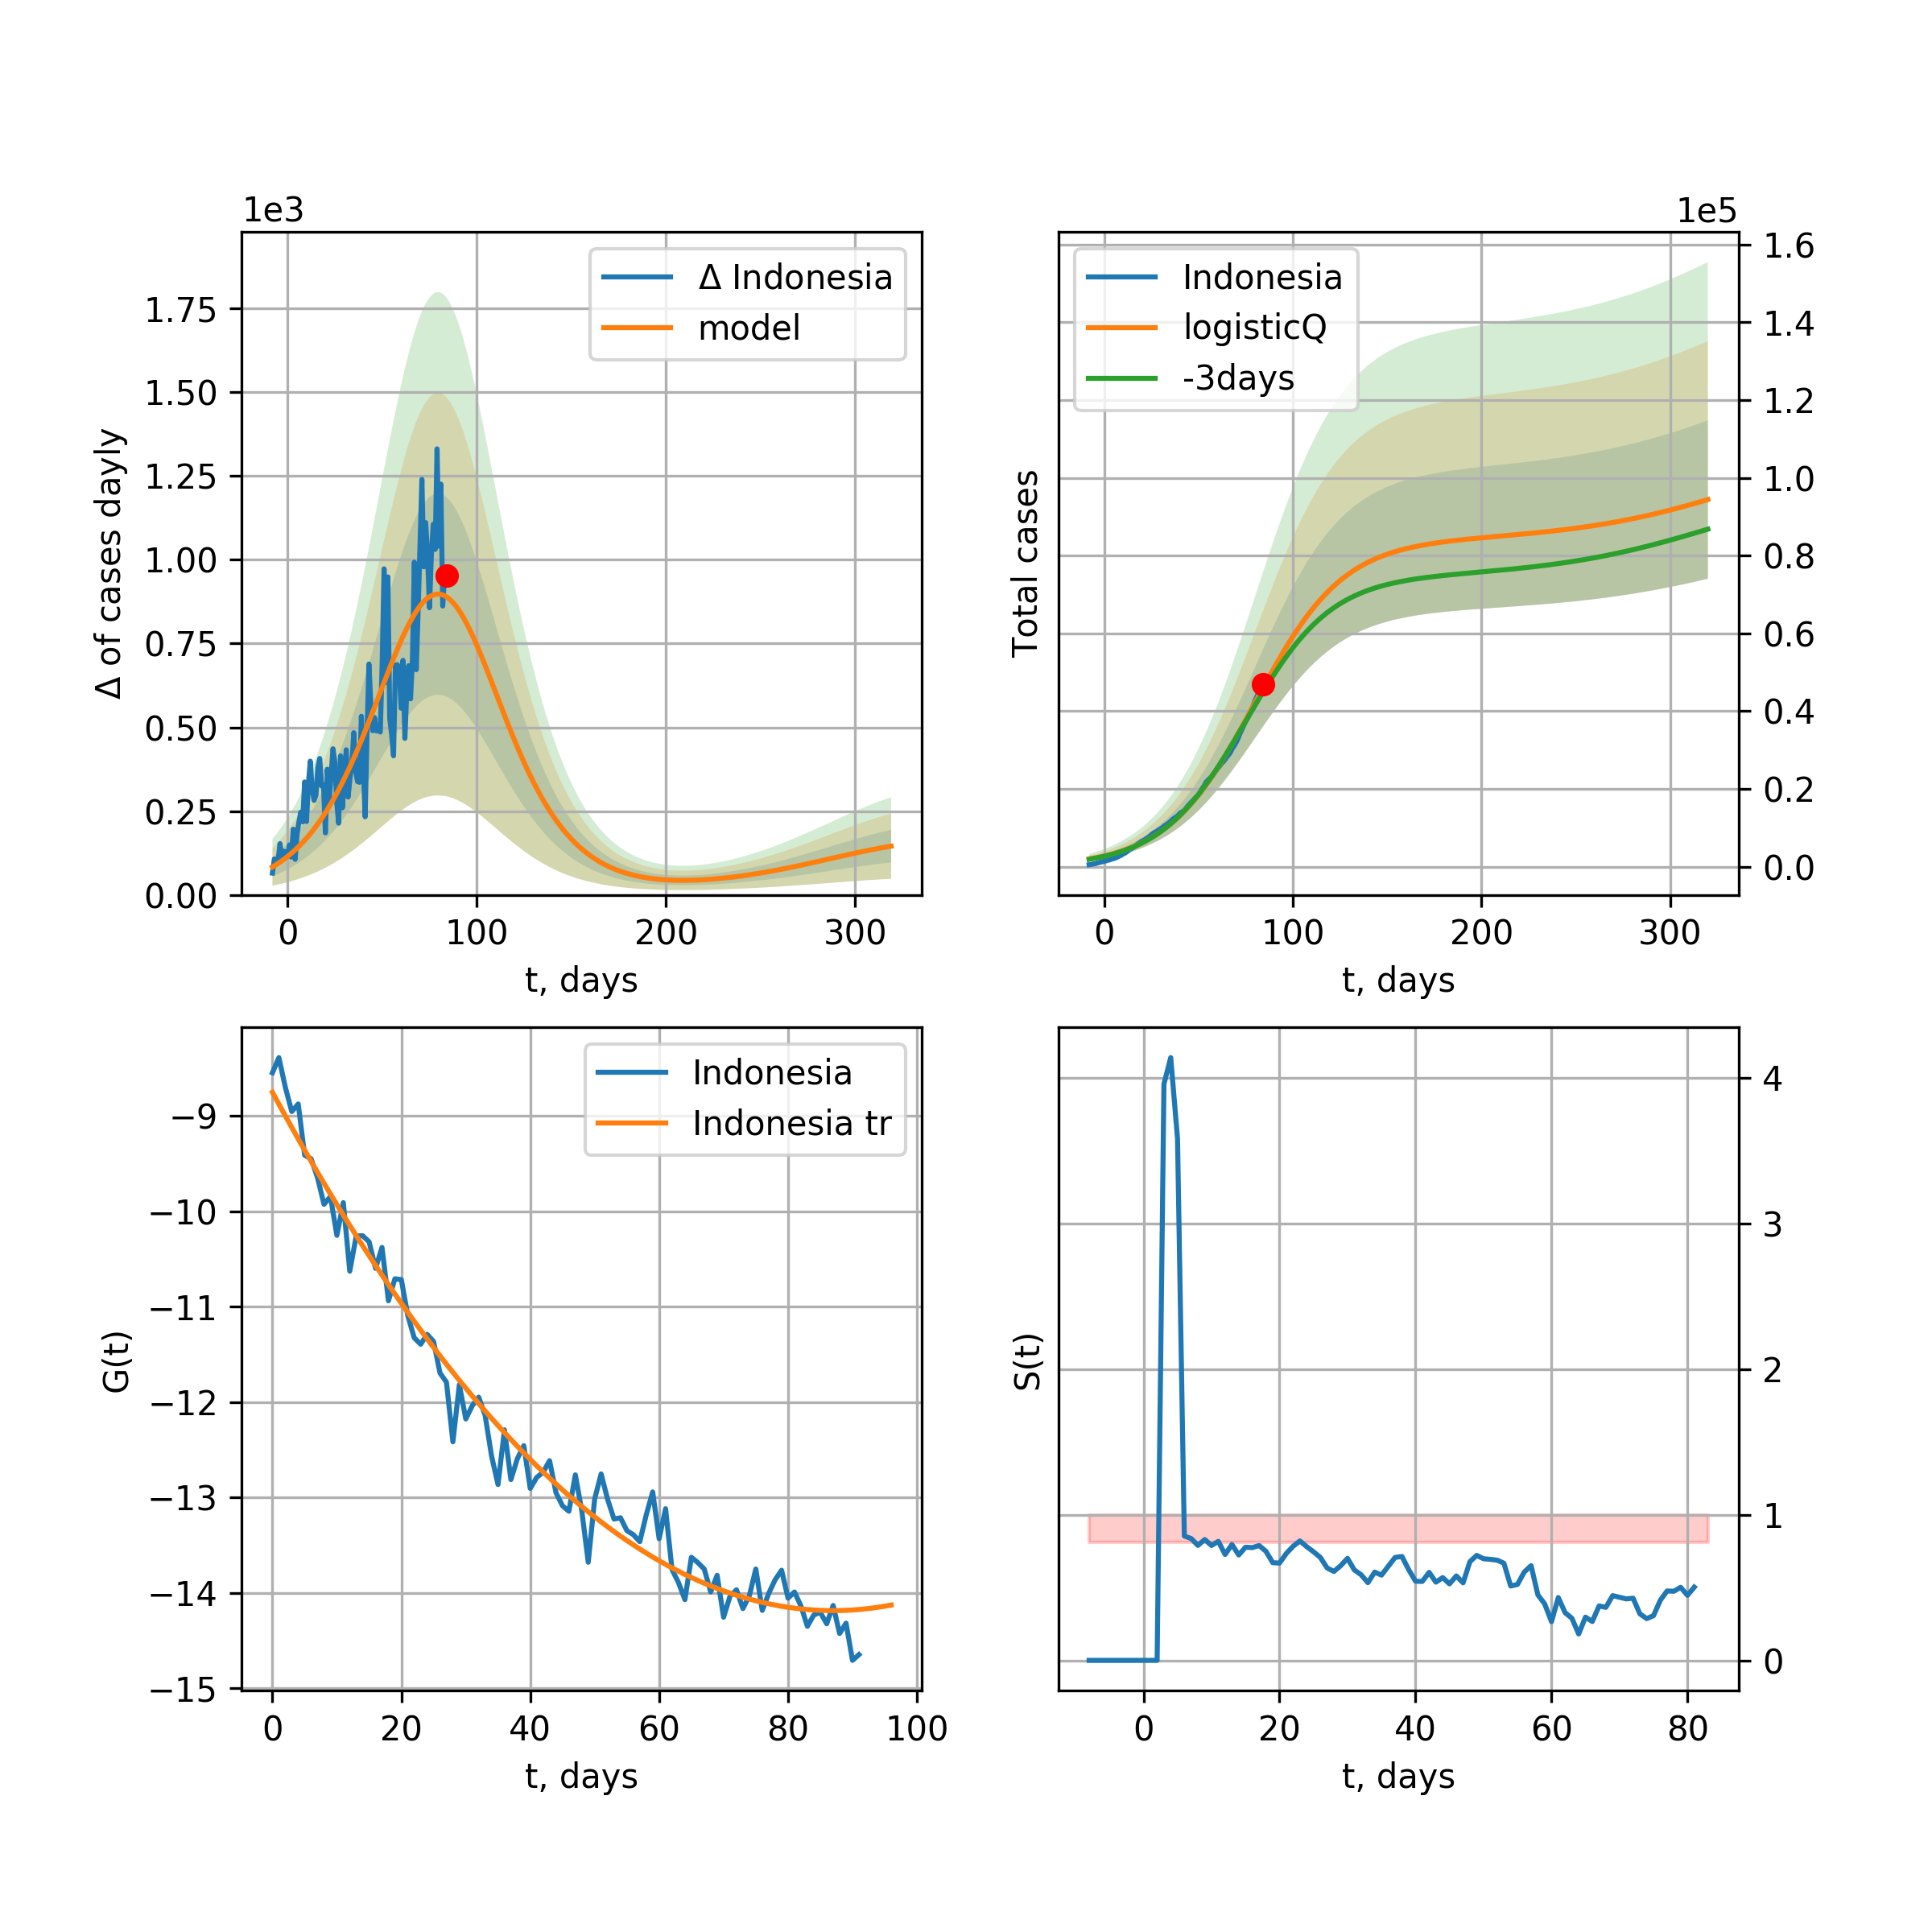 1e3
Δ of cases dayly
1.75
1.50
1.25
1.00
0.75
0.50
0.25
0.00
Δ Indonesia
model
0 100 200 300
t, days
1e5
Total cases
Indonesia
logisticQ
-3days
1.6
1.4
1.2
1.0
0.8
0.6
0.4
0.2
0.0
0 100 200 300
t, days
G(t)
−9
−10
−11
−12
−13
−14
−15
Indonesia
Indonesia tr
0 20 40 60 80 100
t, days
S(t)
4
3
2
1
0
0 20 40 60 80
t, days